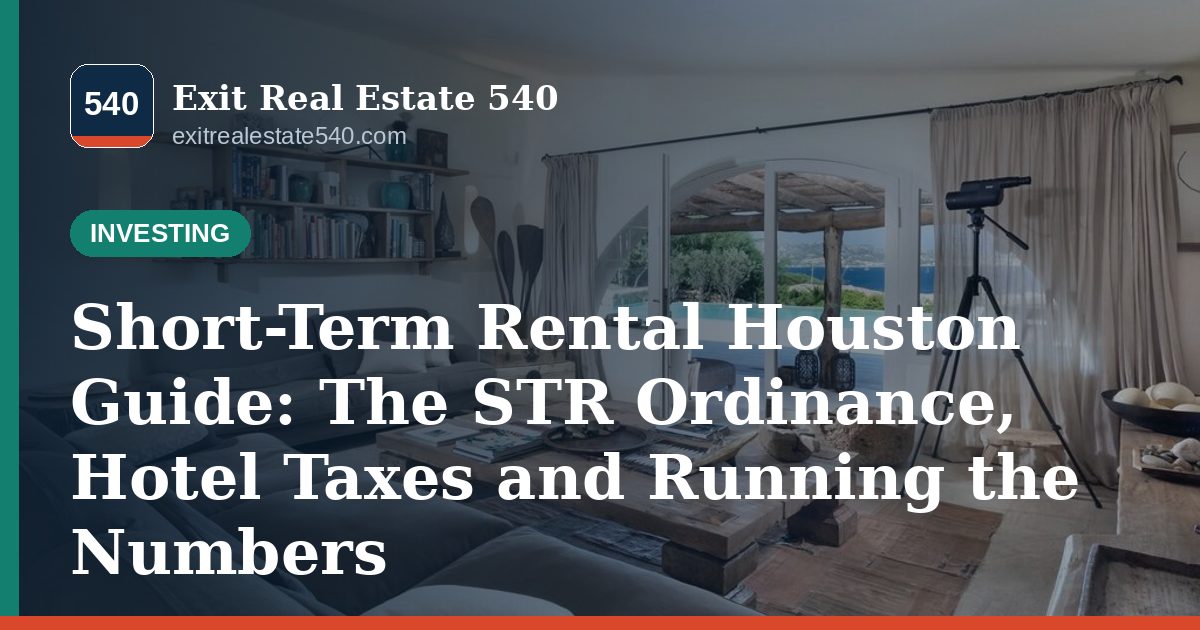 540
Exit Real Estate 540
exitrealestate540.com
INVESTING
Short-Term Rental Houston
Guide: The STR Ordinance,
Hotel Taxes and Running the
Numbers